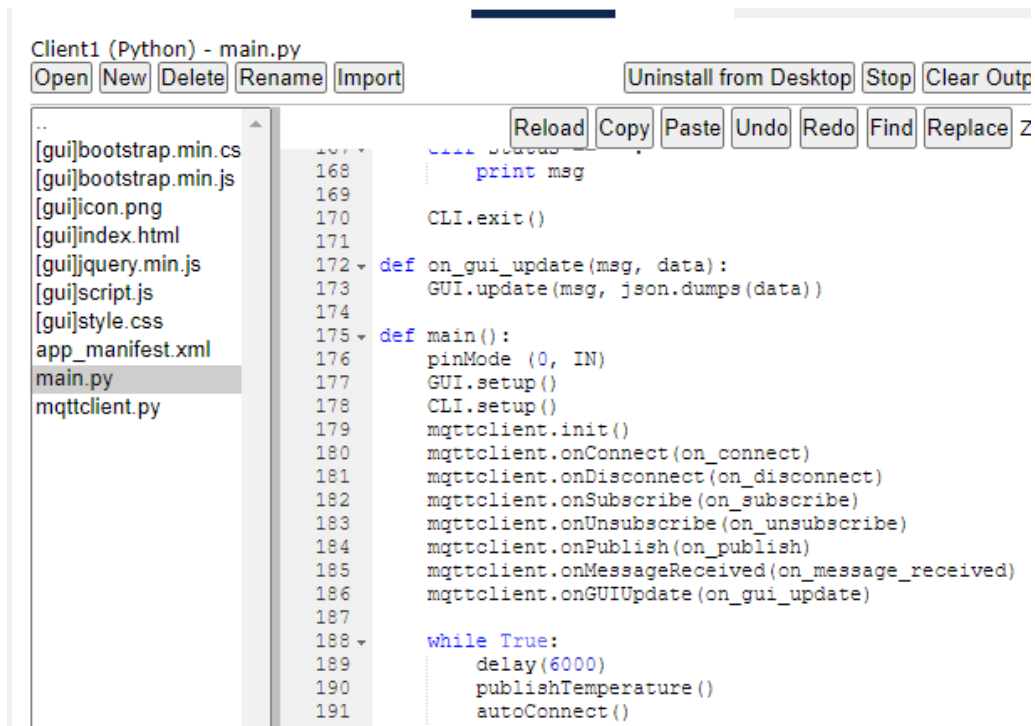 Client1 (Python) - main.py
Open New Delete Rename Import Uninstall from Desktop Stop Clear Outp
Reload Copy Paste Undo Redo Find Replace Z
..
[gui]bootstrap.min.cs
[gui]bootstrap.min.js
[gui]icon.png
[gui]index.html
[gui]jquery.min.js
[gui]script.js
[gui]style.css
app_manifest.xml
main.py
mqttclient.py
168 print msg
169
170 CLI.exit()
171
172 def on_gui_update(msg, data):
173 GUI.update(msg, json.dumps(data))
174
175 def main():
176 pinMode (0, IN)
177 GUI.setup()
178 CLI.setup()
179 mqttclient.init()
180 mqttclient.onConnect(on_connect)
181 mqttclient.onDisconnect(on_disconnect)
182 mqttclient.onSubscribe(on_subscribe)
183 mqttclient.onUnsubscribe(on_unsubscribe)
184 mqttclient.onPublish(on_publish)
185 mqttclient.onMessageReceived(on_message_received)
186 mqttclient.onGUIUpdate(on_gui_update)
187
188 while True:
189 delay(6000)
190 publishTemperature()
191 autoConnect()